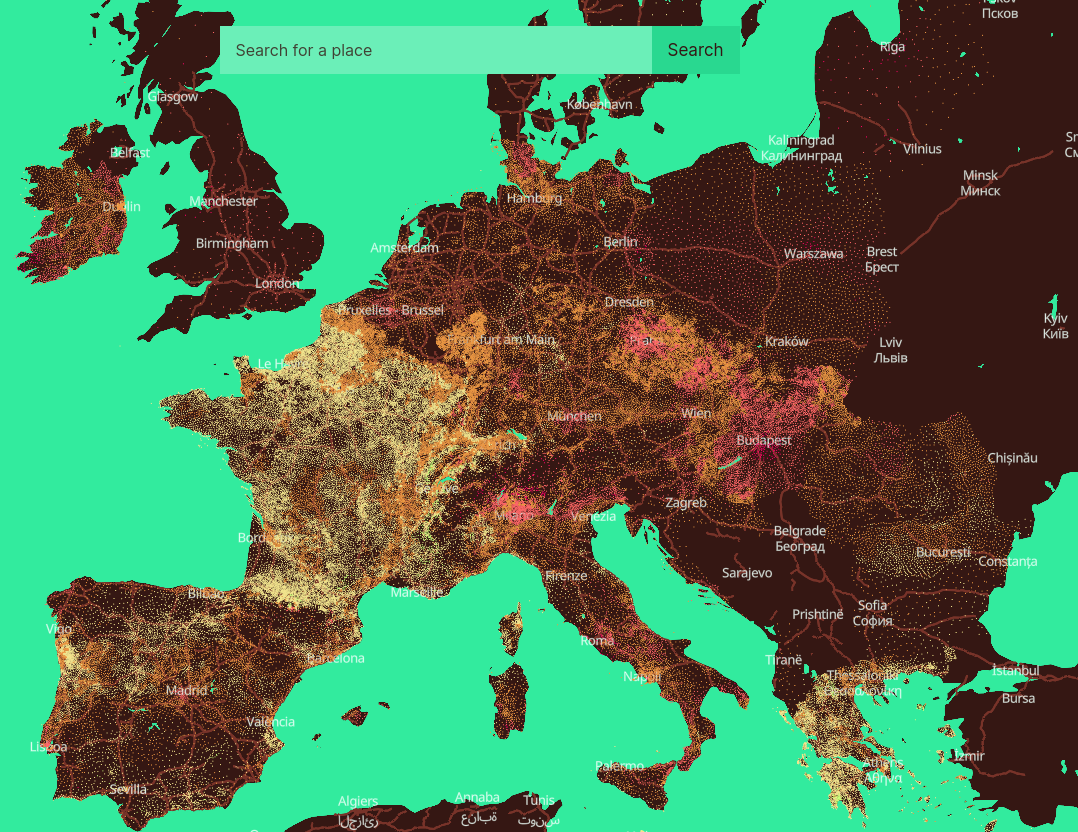 Псков
Search for a place
Search
Rīga
Glasgow
København
Kaliningrad
Калининград
Vilnius
Belfast
Minsk
Минск
Manchester
Hamburg
Dublin
Birmingham
Amsterdam
Berlin
Warszawa
Brest
Брест
London
Bruxelles - Brussel
Dresden
Kyiv
Київ
Frankfurt am Main
Praha
Kraków
Lviv
Львів
Le Havre
München
Wien
Budapest
Chișinău
Genève
Zagreb
Milano
Venezia
Belgrade
Београд
Bordeaux
București
Constanța
Firenze
Sarajevo
Bilbao
Marseille
Prishtinë
Sofia
София
Vigo
Roma
Barcelona
Tiranë
Napoli
Thessaloniki
Θεσσαλονίκη
İstanbul
Madrid
Bursa
València
Lisboa
İzmir
Palermo
Athens
Αθήνα
Sevilla
Algiers
الجزائر
Annaba
عنابة
Tunis
تونس